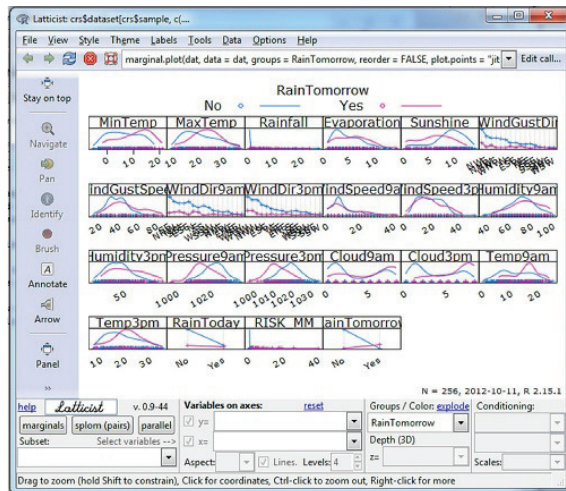 Latticist: crs$dataset[crs$sample, c(...
File View Style Theme Labels Tools Data Options Help
marginal.plot(dat, data = dat, groups = RainTomorrow, reorder = FALSE, plot.points = "jit
Edit call...
Stay on top
Navigate
Pan
Identify
Brush
Annotate
Arrow
Panel
RainTomorrow
No Yes
MinTemp MaxTemp Rainfall Evaporation Sunshine WindGustDir
0 10 20 10 20 30 40 0 0 5 10 0 5 10
indGustSpee WindDir9am WindDir3pm indSpeed9a indSpeed3p Humidity9am
20 40 60 80 0 20 40 0 20 40 40 60 80 100
umidity3pm Pressure9am Pressure3pm Cloud9am Cloud3pm Temp9am
50 1000 1020 1000 1010 1020 1030 0 5 0 5 0 10 20
Temp3pm RainToday RISK_MM ainTomorrow
10 20 30 No Yes 0 20 40 No Yes
N = 256, 2012-10-11, R 2.15.1
help Latticist v. 0.9-44
marginals splom (pairs) parallel
Subset: Select variables -->
Variables on axes: reset
y=
x=
Aspect: Lines. Levels: 4
Groups / Color: explode
RainTomorrow
Depth (3D)
z=
Conditioning:
Scales:
Drag to zoom (hold Shift to constrain), Click for coordinates, Ctrl-click to zoom out, Right-click for more